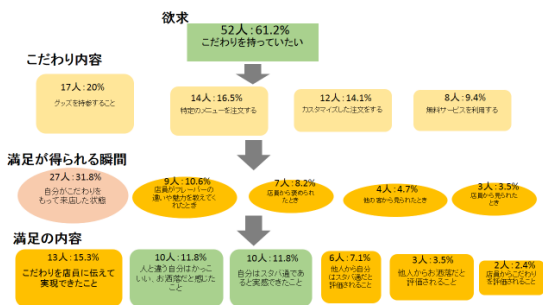 欲求
52人：61.2%
こだわりを持っていたい
こだわり内容
17人：20%
グッズを持参すること
14人：16.5%
特定のメニューを注文する
12人：14.1%
カスタマイズした注文をする
8人：9.4%
無料サービスを利用する
満足が得られる瞬間
27人：31.8%
自分がこだわりを
もって来店した状態
9人：10.6%
店員がフレーバーの
違いや魅力を教えてく
れたとき
7人：8.2%
店員から褒められ
たとき
4人：4.7%
他の客から見られたとき
3人：3.5%
店員から見られた
とき
満足の内容
13人：15.3%
こだわりを店員に伝えて
実現できたこと
10人：11.8%
人と違う自分はかっこ
いい、お洒落だと感じた
こと
10人：11.8%
自分はスタバ通で
あると実感できたこと
6人：7.1%
他人から自分
はスタバ通だと
評価されること
3人：3.5%
他人からお洒落だと
評価されること
2人：2.4%
店員からこだわりを
評価されること